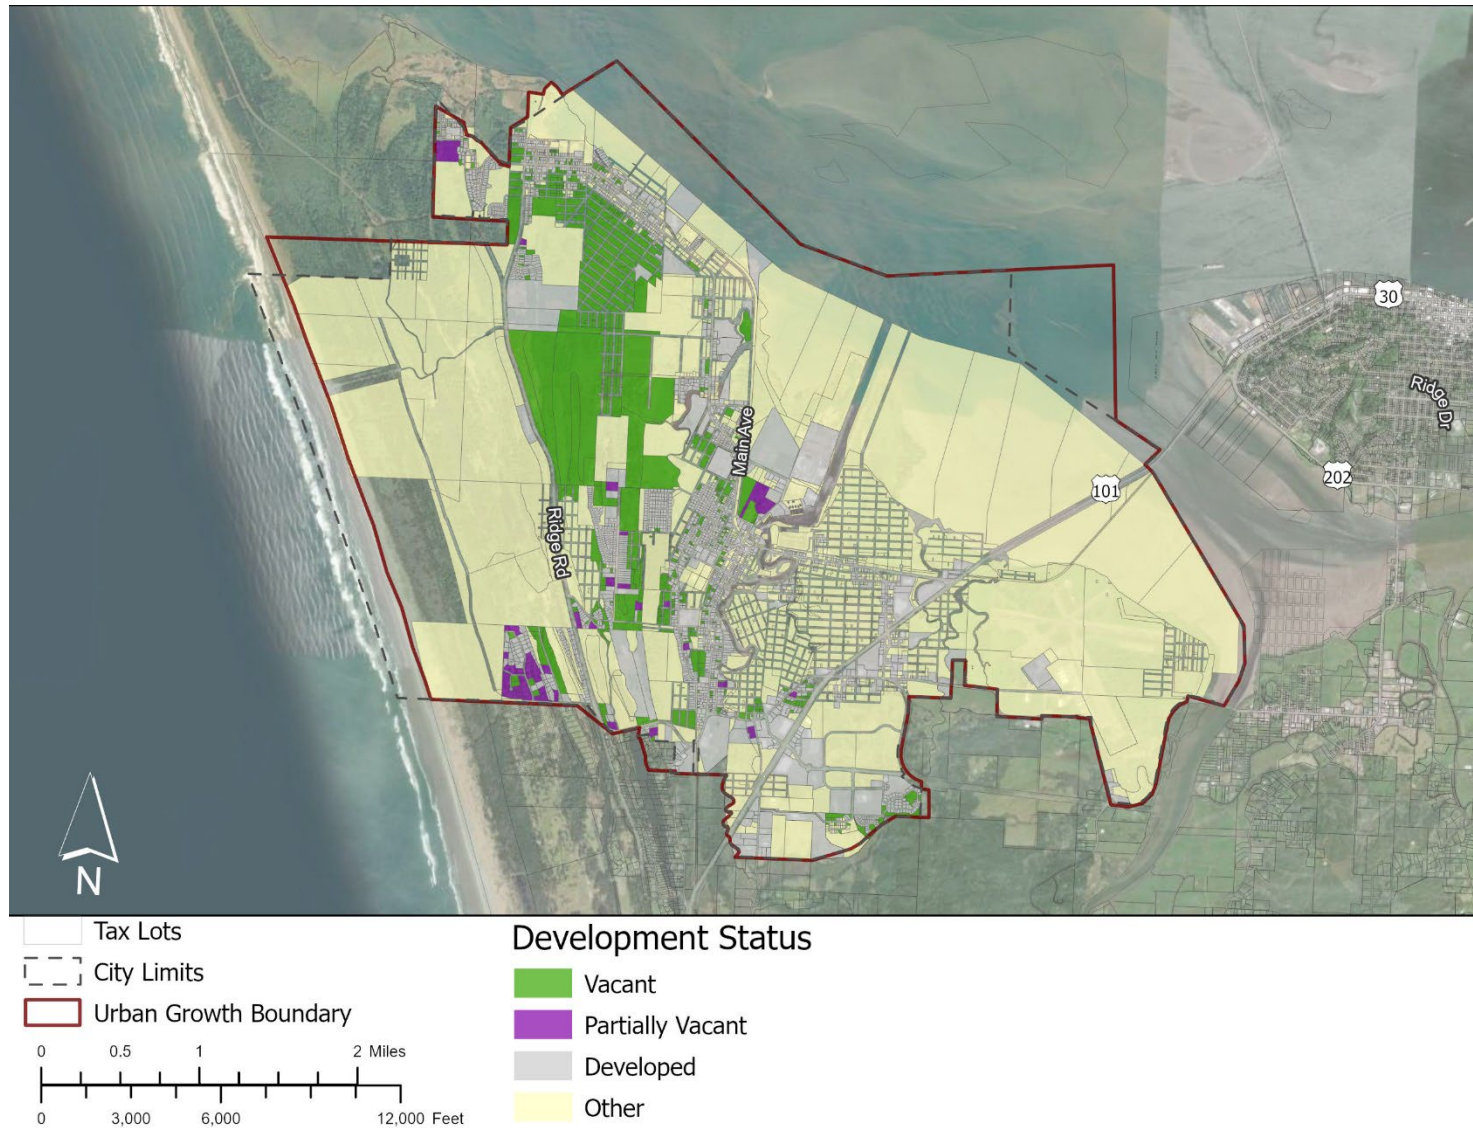 30
Ridge Dr
202
101
Main Ave
Ridge Rd
N
Tax Lots
City Limits
Urban Growth Boundary
0 0.5 1 2 Miles
0 3,000 6,000 12,000 Feet
Development Status
Vacant
Partially Vacant
Developed
Other